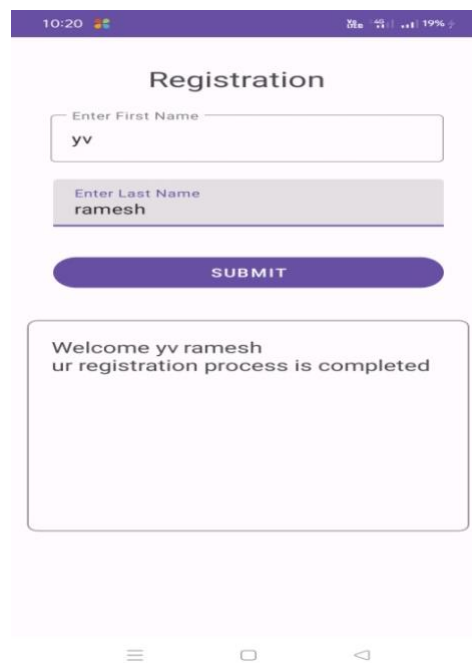 10:20
19%
Registration
Enter First Name
yv
Enter Last Name
ramesh
SUBMIT
Welcome yv ramesh
ur registration process is completed